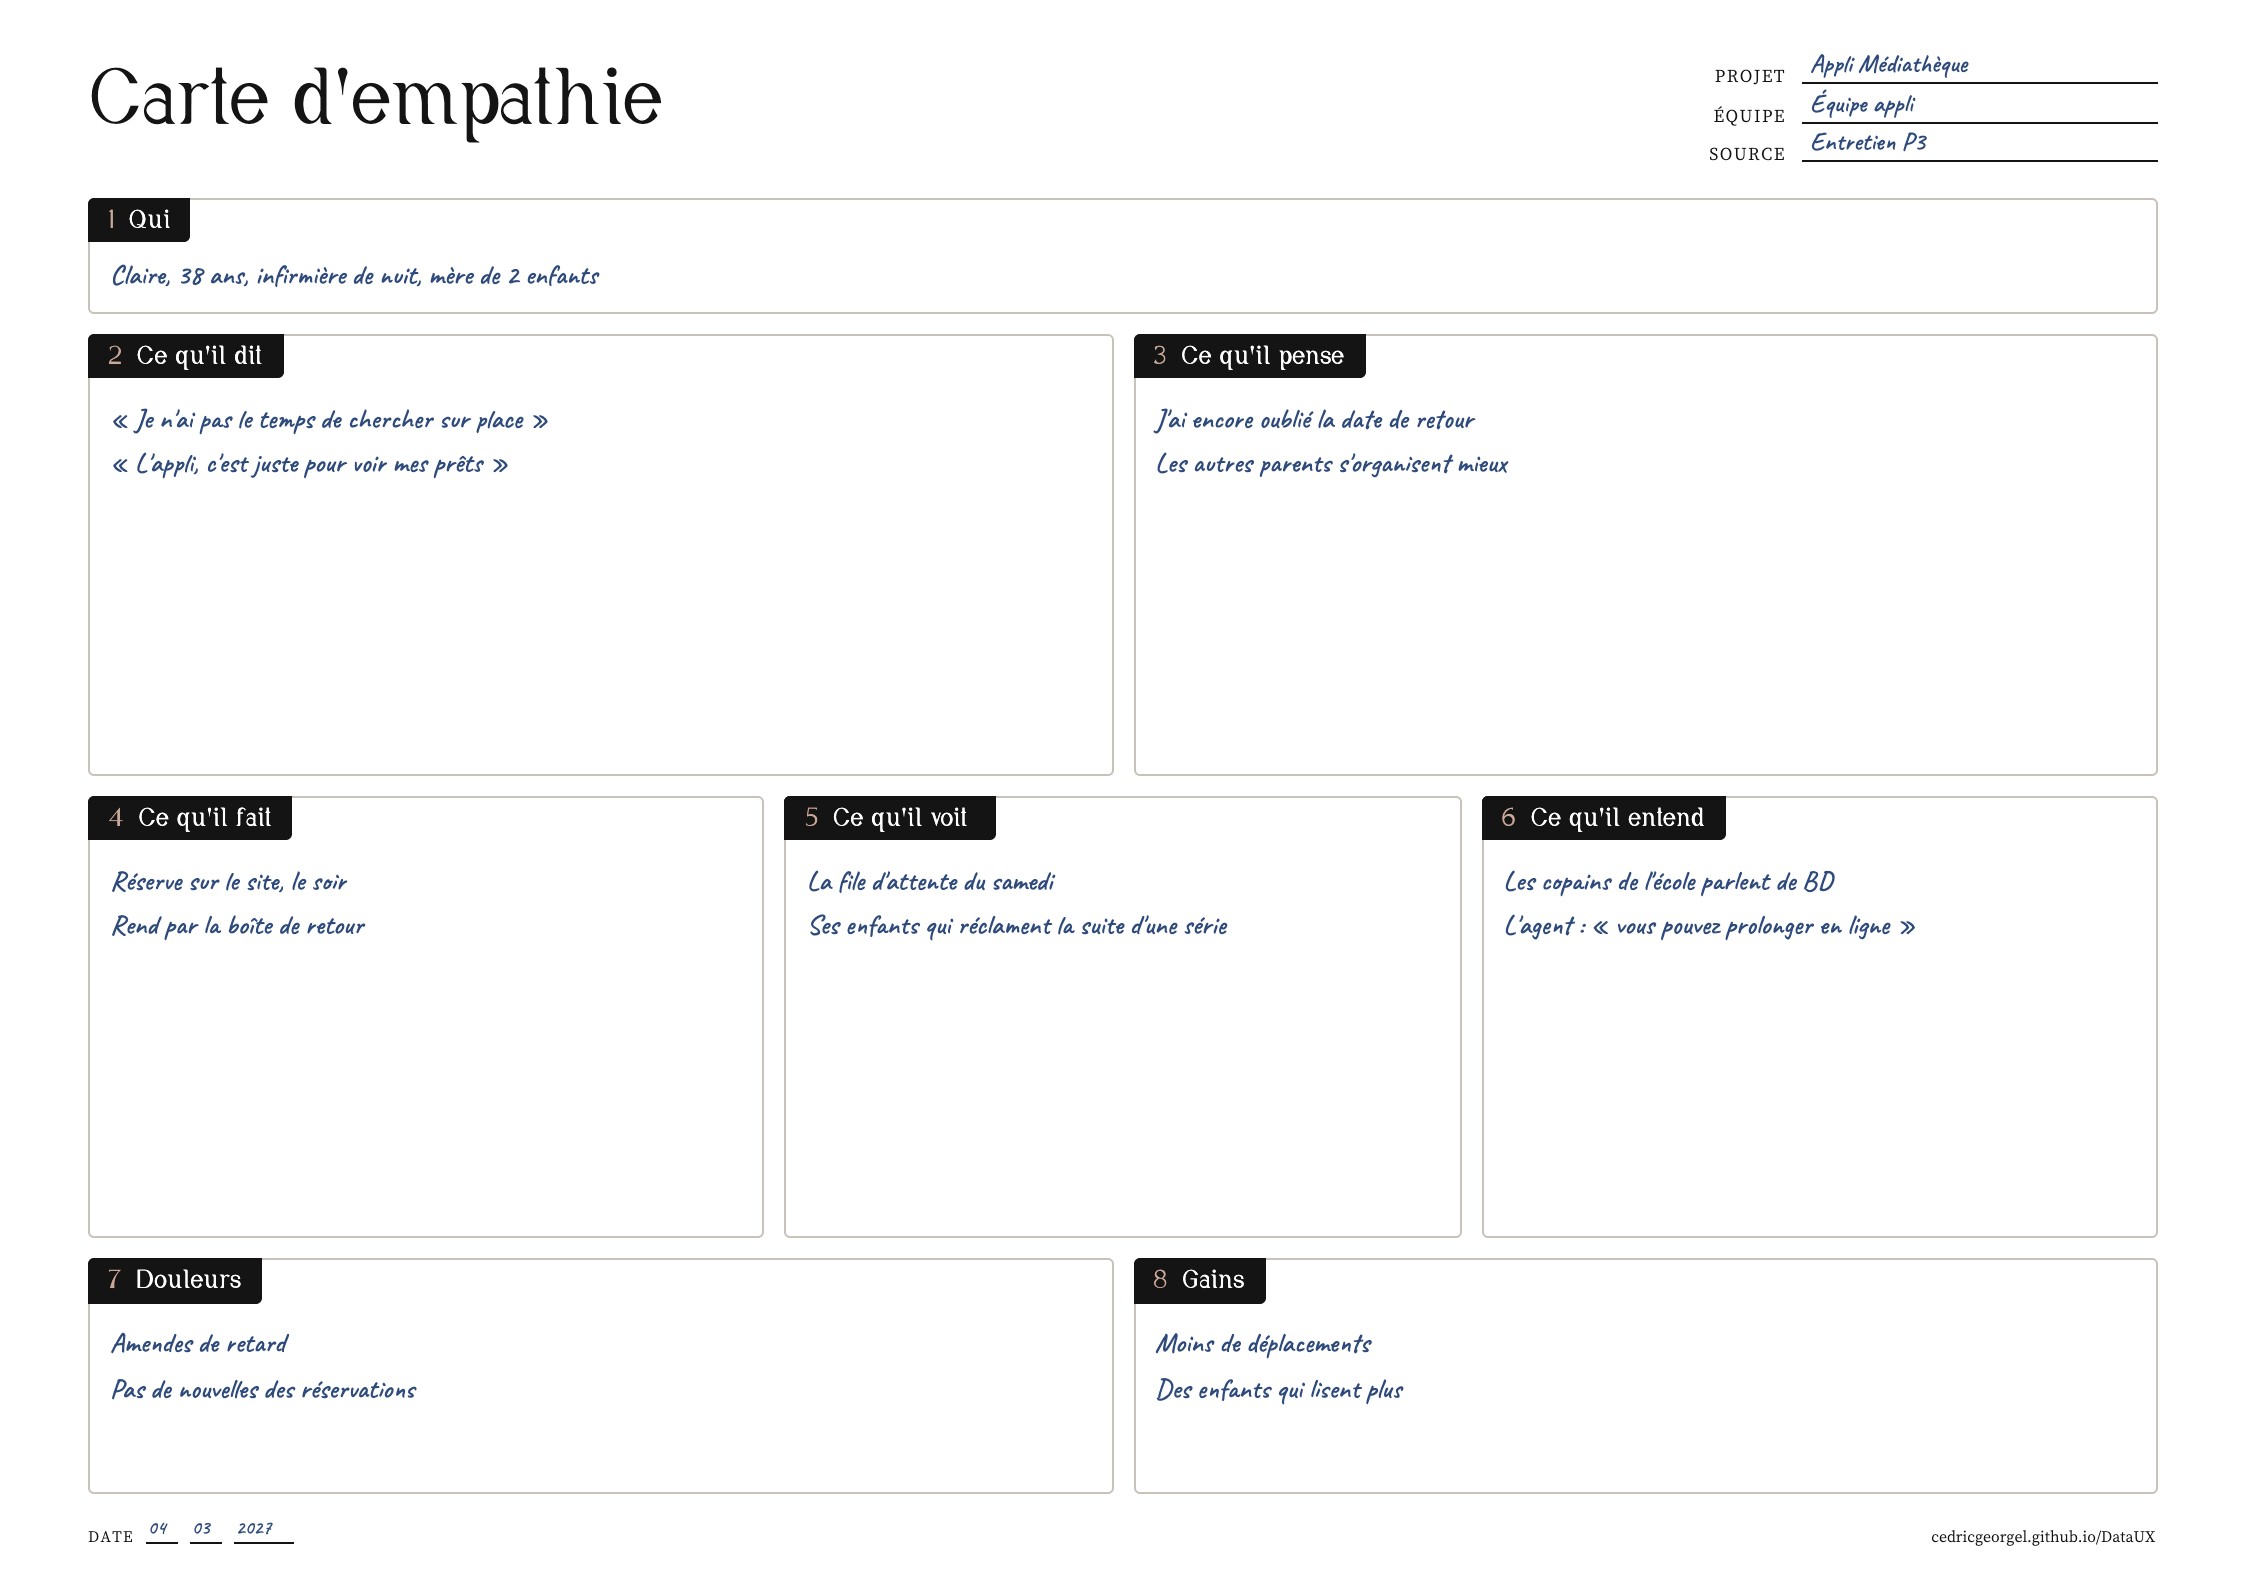 Carte d'empathie
PROJET Appli Médiathèque
ÉQUIPE Équipe appli
SOURCE Entretien P3
1 Qui
Claire, 38 ans, infirmière de nuit, mère de 2 enfants
2 Ce qu'il dit
« Je n'ai pas le temps de chercher sur place »
« L'appli, c'est juste pour voir mes prêts »
3 Ce qu'il pense
J'ai encore oublié la date de retour
Les autres parents s'organisent mieux
4 Ce qu'il fait
Réserve sur le site, le soir
Rend par la boîte de retour
5 Ce qu'il voit
La file d'attente du samedi
Ses enfants qui réclament la suite d'une série
6 Ce qu'il entend
Les copains de l'école parlent de BD
L'agent : « vous pouvez prolonger en ligne »
7 Douleurs
Amendes de retard
Pas de nouvelles des réservations
8 Gains
Moins de déplacements
Des enfants qui lisent plus
DATE 04 03 2027
cedricgeorgel.github.io/DataUX